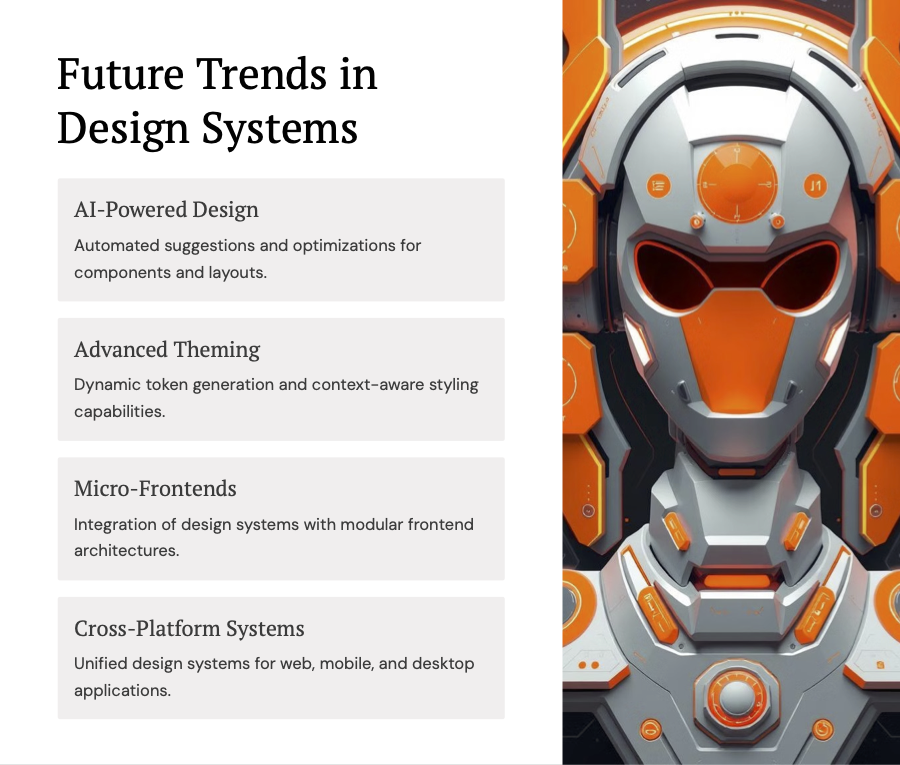 Future Trends in
Design Systems
AI-Powered Design
Automated suggestions and optimizations for
components and layouts.
Advanced Theming
Dynamic token generation and context-aware styling
capabilities.
Micro-Frontends
Integration of design systems with modular frontend
architectures.
Cross-Platform Systems
Unified design systems for web, mobile, and desktop
applications.